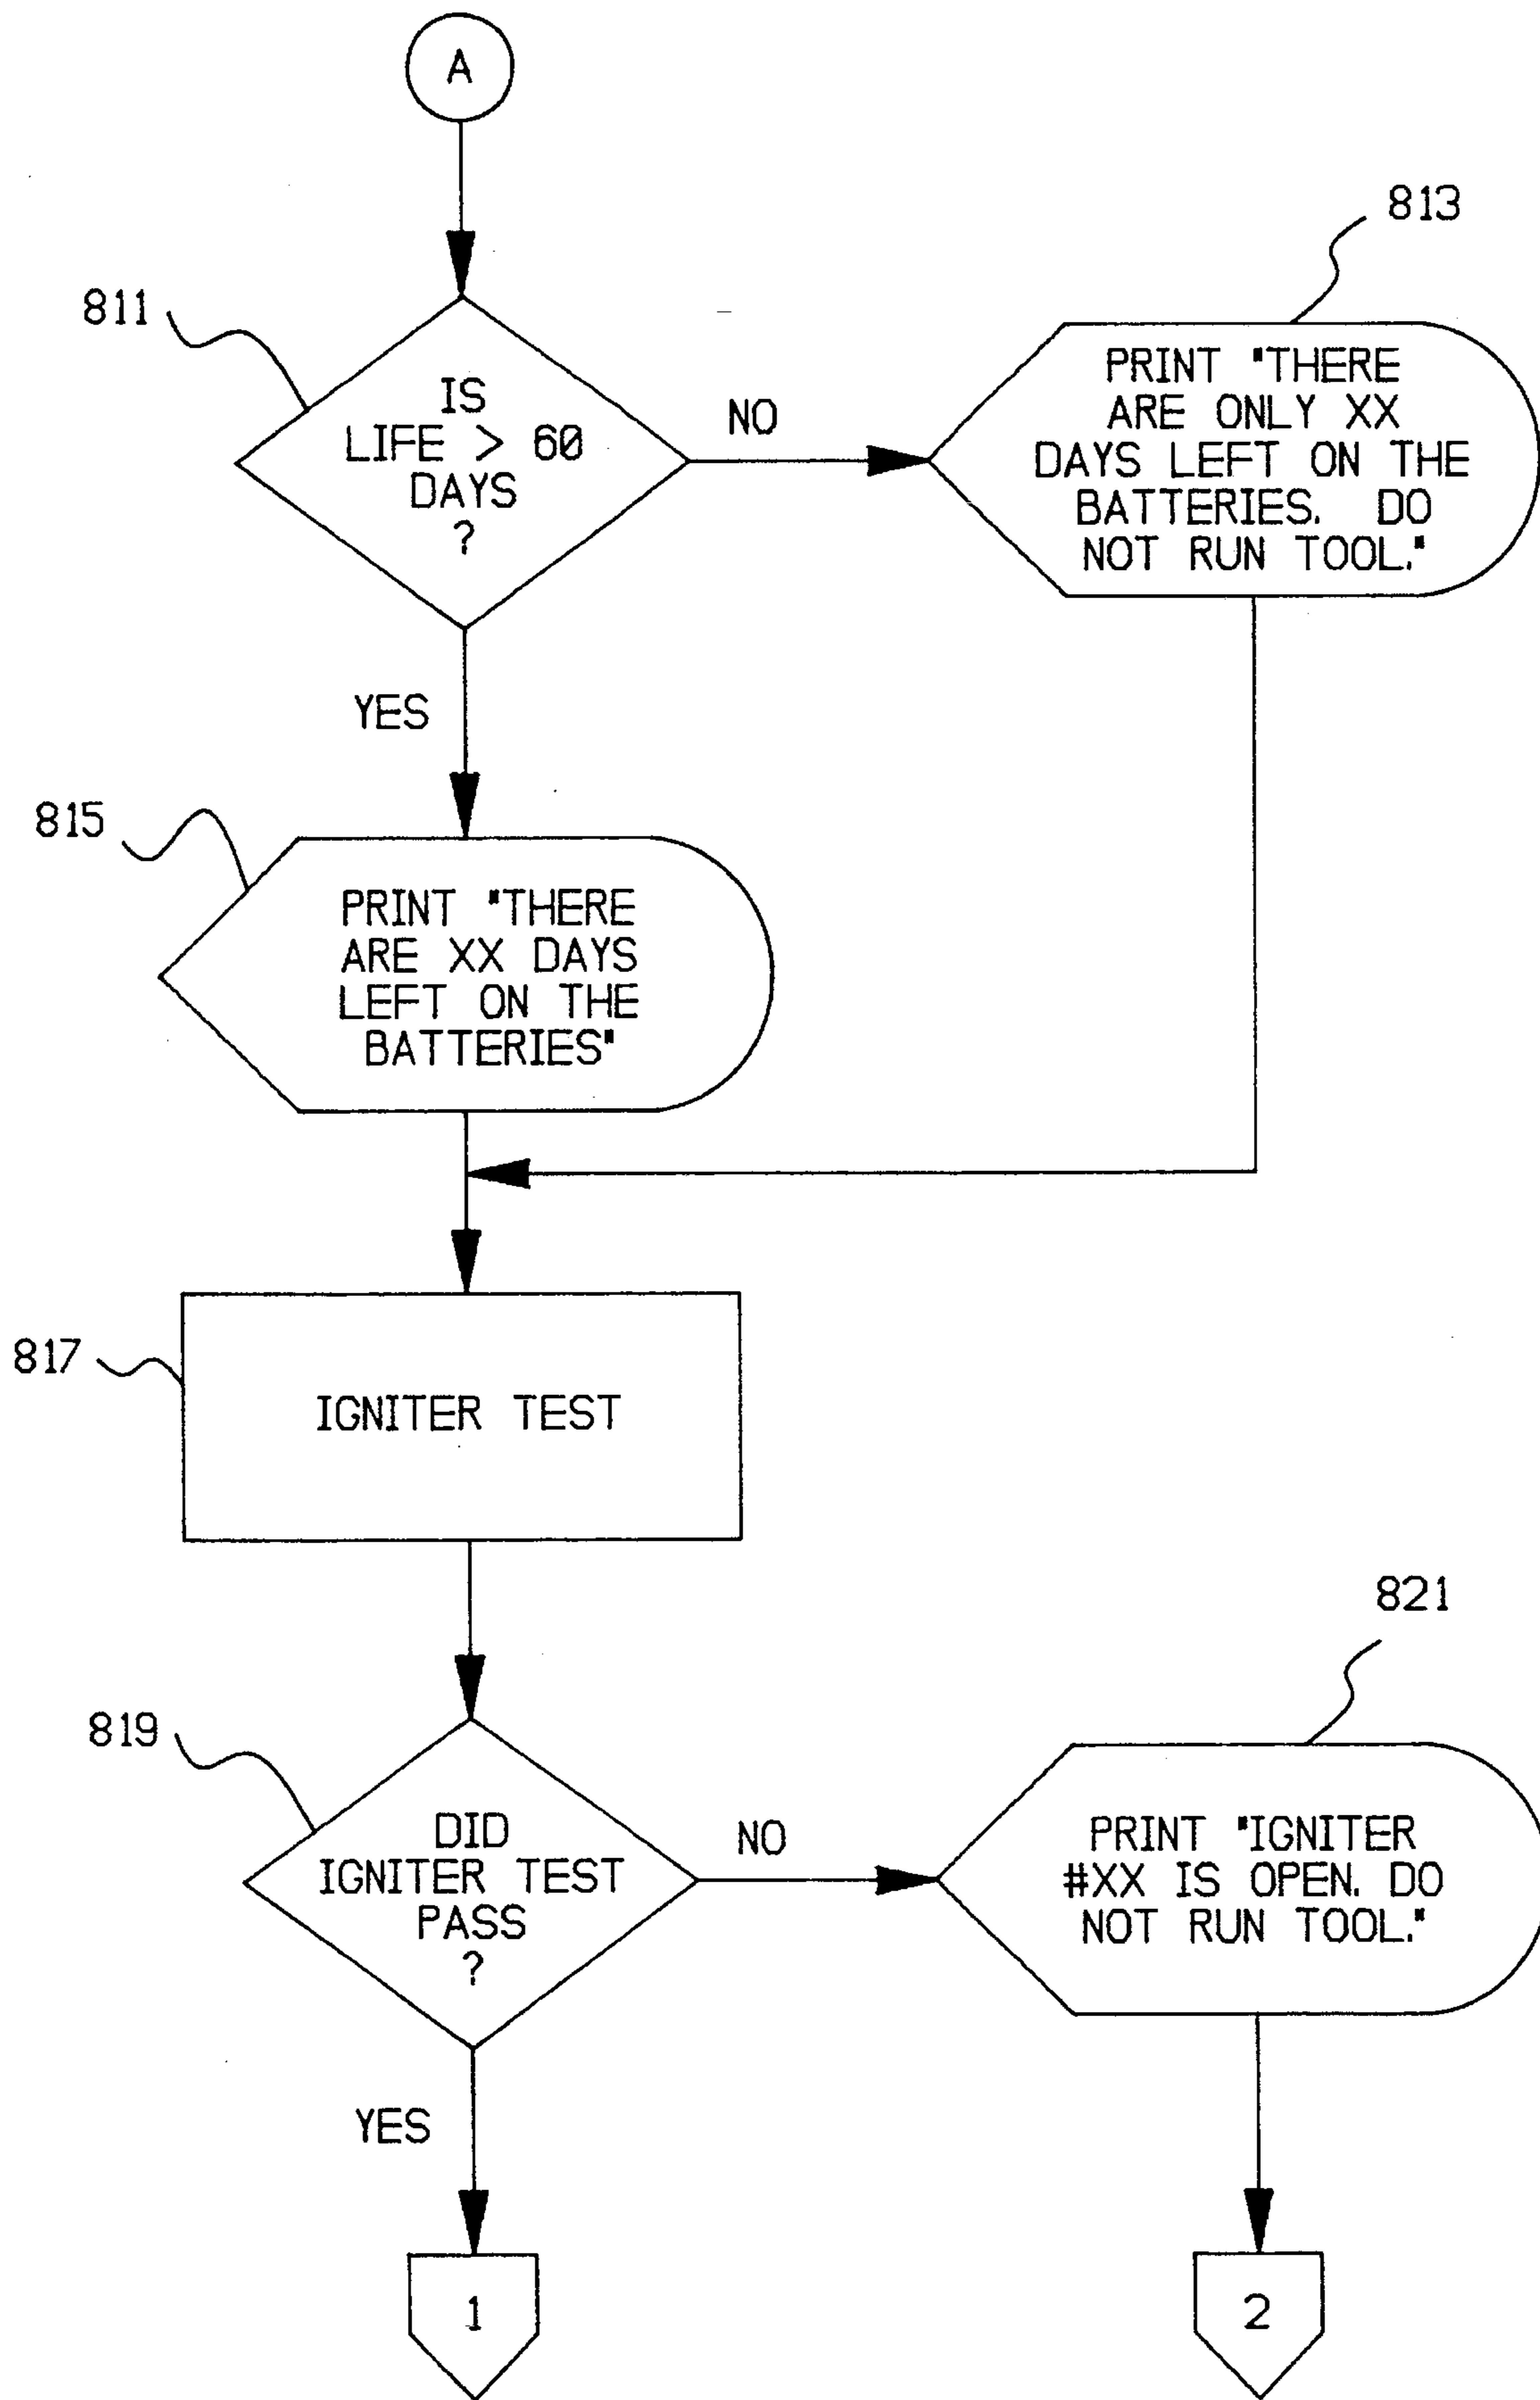 A
813
811
IS
LIFE > 60
DAYS
?
NO
PRINT "THERE
ARE ONLY XX
DAYS LEFT ON THE
BATTERIES. DO
NOT RUN TOOL."
YES
815
PRINT "THERE
ARE XX DAYS
LEFT ON THE
BATTERIES"
817
IGNITER TEST
821
819
DID
IGNITER TEST
PASS
?
NO
PRINT "IGNITER
#XX IS OPEN. DO
NOT RUN TOOL."
YES
1
2